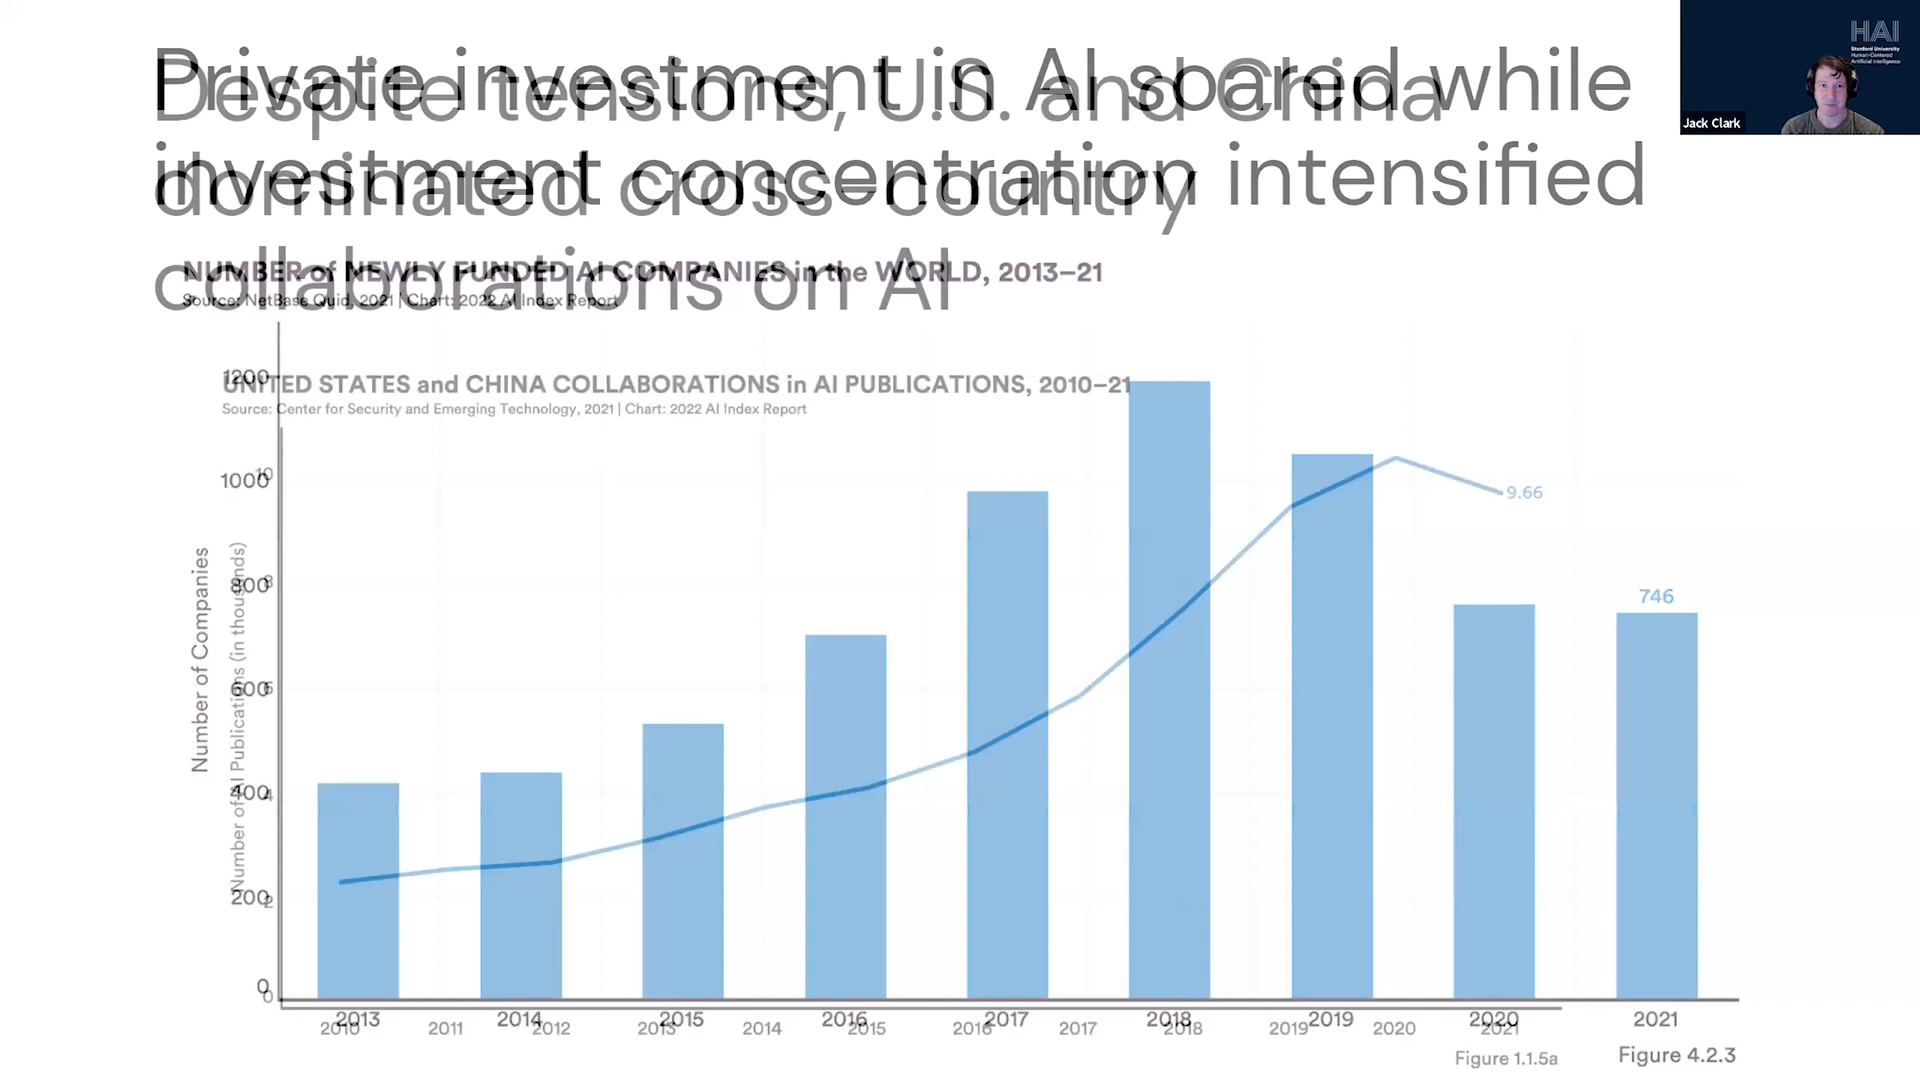 Private investment in AI soared while
investment concentration intensified
Despite tensions, U.S. and China
dominated cross-country
collaborations on AI
HAI
Stanford University
Human-Centered
Artificial Intelligence
Jack Clark
NUMBER of NEWLY FUNDED AI COMPANIES in the WORLD, 2013–21
Source: NetBase Quid, 2021 | Chart: 2022 AI Index Report
UNITED STATES and CHINA COLLABORATIONS in AI PUBLICATIONS, 2010–21
Source: Center for Security and Emerging Technology, 2021 | Chart: 2022 AI Index Report
Number of Companies
1200
1000
800
600
400
200
0
Number of AI Publications (in thousands)
10
8
6
4
2
0
9.66
746
2013 2014 2015 2016 2017 2018 2019 2020 2021
2010 2011 2012 2013 2014 2015 2016 2017 2018 2019 2020 2021
Figure 1.1.5a
Figure 4.2.3